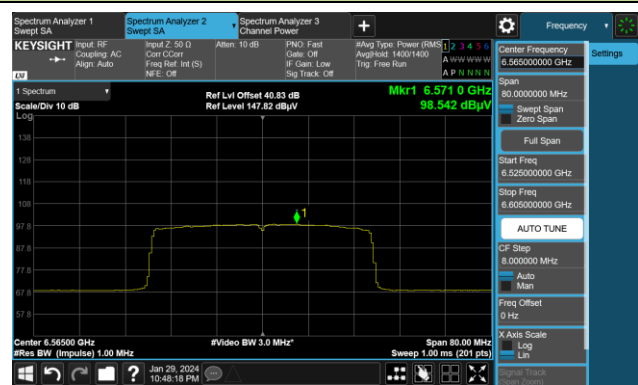 Spectrum Analyzer 1
Swept SA
Spectrum Analyzer 2
Swept SA
Spectrum Analyzer 3
Channel Power
Frequency
KEYSIGHT
Input: RF
Coupling: AC
Align: Auto
Input Z: 50 Ω
Corr CCorr
Freq Ref: Int (S)
NFE: Off
Atten: 10 dB
PNO: Fast
Gate: Off
IF Gain: Low
Sig Track: Off
#Avg Type: Power (RMS
Avg|Hold: 1400/1400
Trig: Free Run
1 2 3 4 5 6
A W W W W W
A P N N N N
LXI
1 Spectrum
Scale/Div 10 dB
Log
Ref Lvl Offset 40.83 dB
Ref Level 147.82 dBµV
Mkr1 6.571 0 GHz
98.542 dBµV
138
128
118
108
97.8
87.8
77.8
67.8
57.8
1
Center 6.56500 GHz
#Res BW (Impulse) 1.00 MHz
#Video BW 3.0 MHz*
Span 80.00 MHz
Sweep 1.00 ms (201 pts)
Jan 29, 2024
10:48:18 PM
Center Frequency
6.565000000 GHz
Settings
Span
80.0000000 MHz
Swept Span
Zero Span
Full Span
Start Freq
6.525000000 GHz
Stop Freq
6.605000000 GHz
AUTO TUNE
CF Step
8.000000 MHz
Auto
Man
Freq Offset
0 Hz
X Axis Scale
Log
Lin
Signal Track
(Span Zoom)